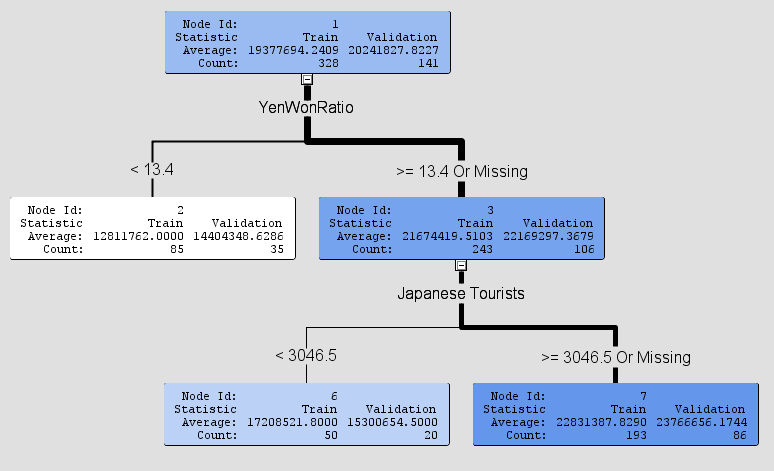 Node Id: 1
Statistic Train Validation
Average: 19377694.2409 20241827.8227
Count: 328 141
YenWonRatio
< 13.4
>= 13.4 Or Missing
Node Id: 2
Statistic Train Validation
Average: 12811762.0000 14404348.6286
Count: 85 35
Node Id: 3
Statistic Train Validation
Average: 21674419.5103 22169297.3679
Count: 243 106
Japanese Tourists
< 3046.5
>= 3046.5 Or Missing
Node Id: 6
Statistic Train Validation
Average: 17208521.8000 15300654.5000
Count: 50 20
Node Id: 7
Statistic Train Validation
Average: 22831387.8290 23766656.1744
Count: 193 86